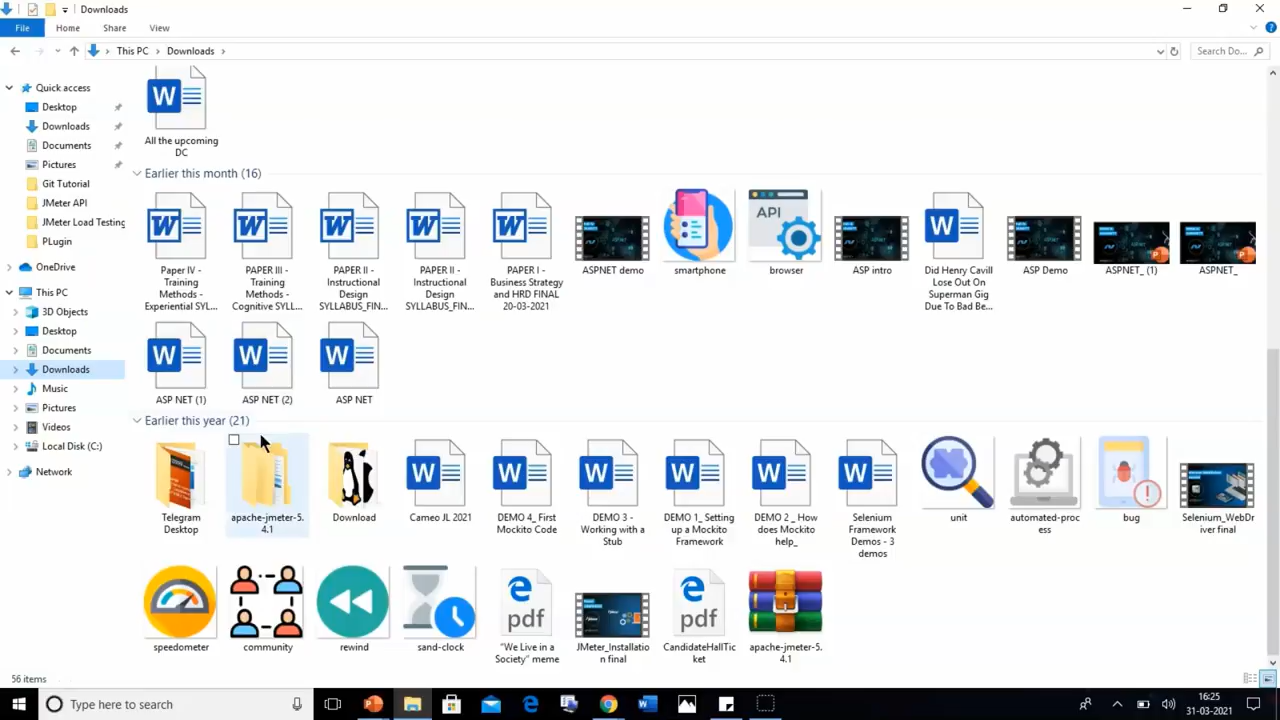 Downloads
File
Home
Share
View
This PC
Downloads
Search Do...
Quick access
Desktop
Downloads
Documents
Pictures
Git Tutorial
JMeter API
JMeter Load Testing
PLugin
OneDrive
This PC
3D Objects
Desktop
Documents
Downloads
Music
Pictures
Videos
Local Disk (C:)
Network
All the upcoming
DC
Earlier this month (16)
Paper IV -
Training
Methods -
Experiential SYL...
PAPER III -
Training
Methods -
Cognitive SYLL...
PAPER II -
Instructional
Design
SYLLABUS_FIN...
PAPER II -
Instructional
Design
SYLLABUS_FIN...
PAPER I -
Business Strategy
and HRD FINAL
20-03-2021
ASPNET demo
smartphone
API
browser
ASP intro
Did Henry Cavill
Lose Out On
Superman Gig
Due To Bad Be...
ASP Demo
ASPNET_ (1)
ASPNET_
ASP NET (1)
ASP NET (2)
ASP NET
Earlier this year (21)
Telegram
Desktop
apache-jmeter-5.
4.1
Download
Cameo JL 2021
DEMO 4_ First
Mockito Code
DEMO 3 -
Working with a
Stub
DEMO 1_ Setting
up a Mockito
Framework
DEMO 2 _ How
does Mockito
help_
Selenium
Framework
Demos - 3
demos
unit
automated-proc
ess
bug
Selenium_WebDri
ver final
speedometer
community
rewind
sand-clock
pdf
"We Live in a
Society" meme
JMeter_Installatio
n final
pdf
CandidateHallTic
ket
apache-jmeter-5.
4.1
56 items
Type here to search
16:25
31-03-2021